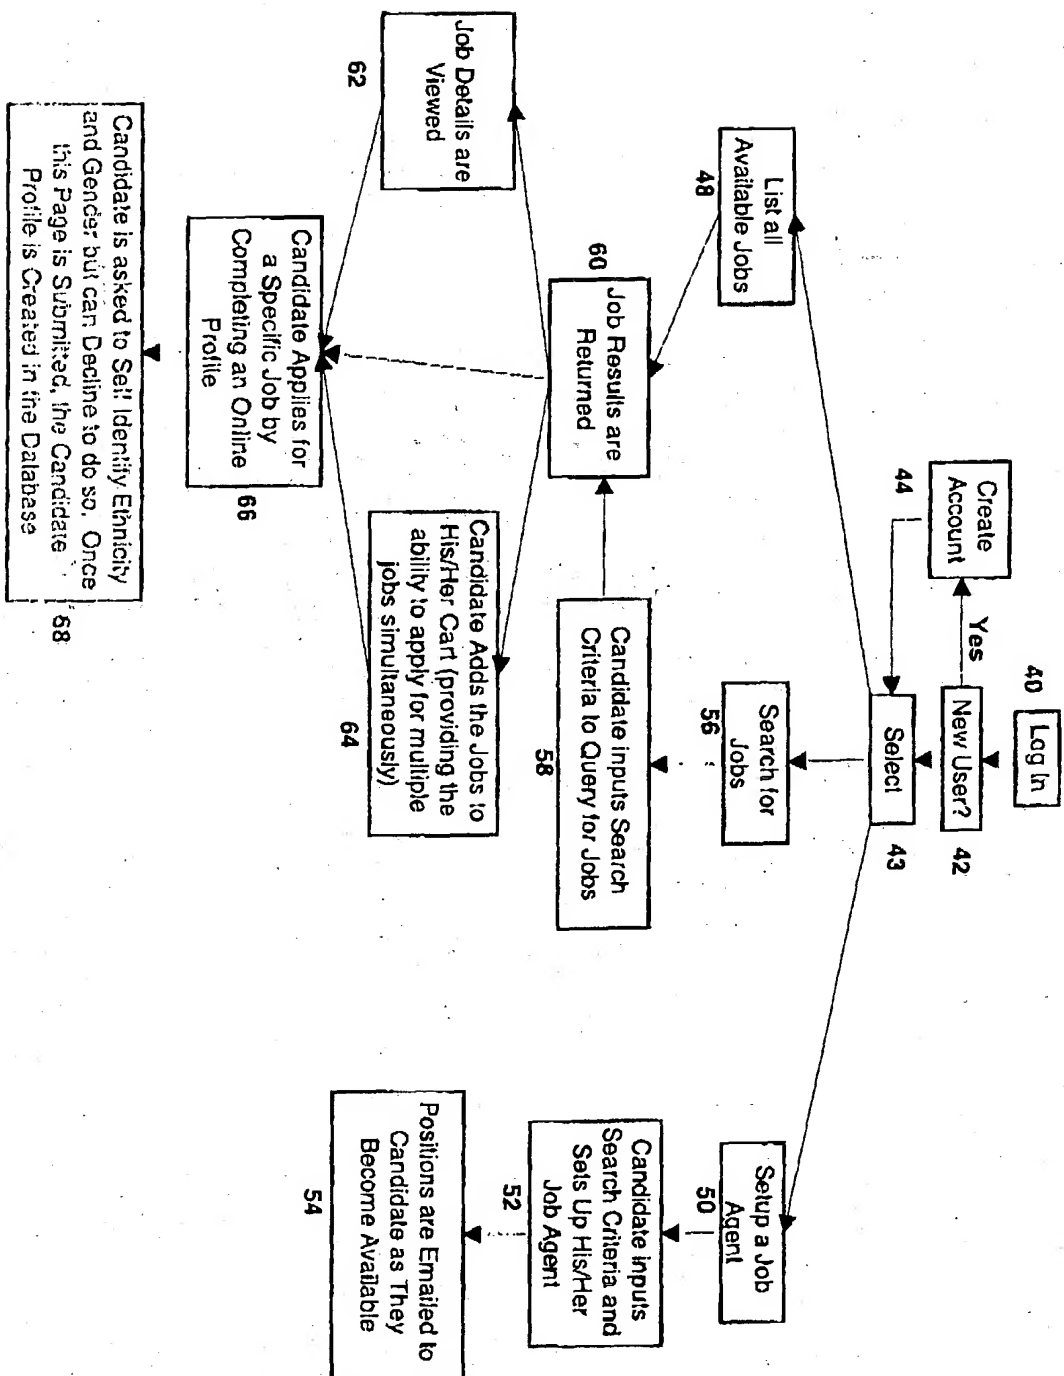 40
Log In
New User?
42
Yes
Create
Account
44
Select
43
List all
Available Jobs
48
Search for
Jobs
56
Setup a Job
Agent
50
Candidate inputs Search
Criteria to Query for Jobs
58
Candidate Inputs
Search Criteria and
Sets Up His/Her
Job Agent
52
60
Job Results are
Returned
Positions are Emailed to
Candidate as They
Become Available
54
Job Details are
Viewed
62
Candidate Adds the Jobs to
His/Her Cart (providing the
ability to apply for multiple
jobs simultaneously)
64
Candidate Applies for
a Specific Job by
Completing an Online
Profile
66
Candidate is asked to Self Identify Ethnicity
and Gender but can Decline to do so. Once
this Page is Submitted, the Candidate
Profile is Created in the Database
68